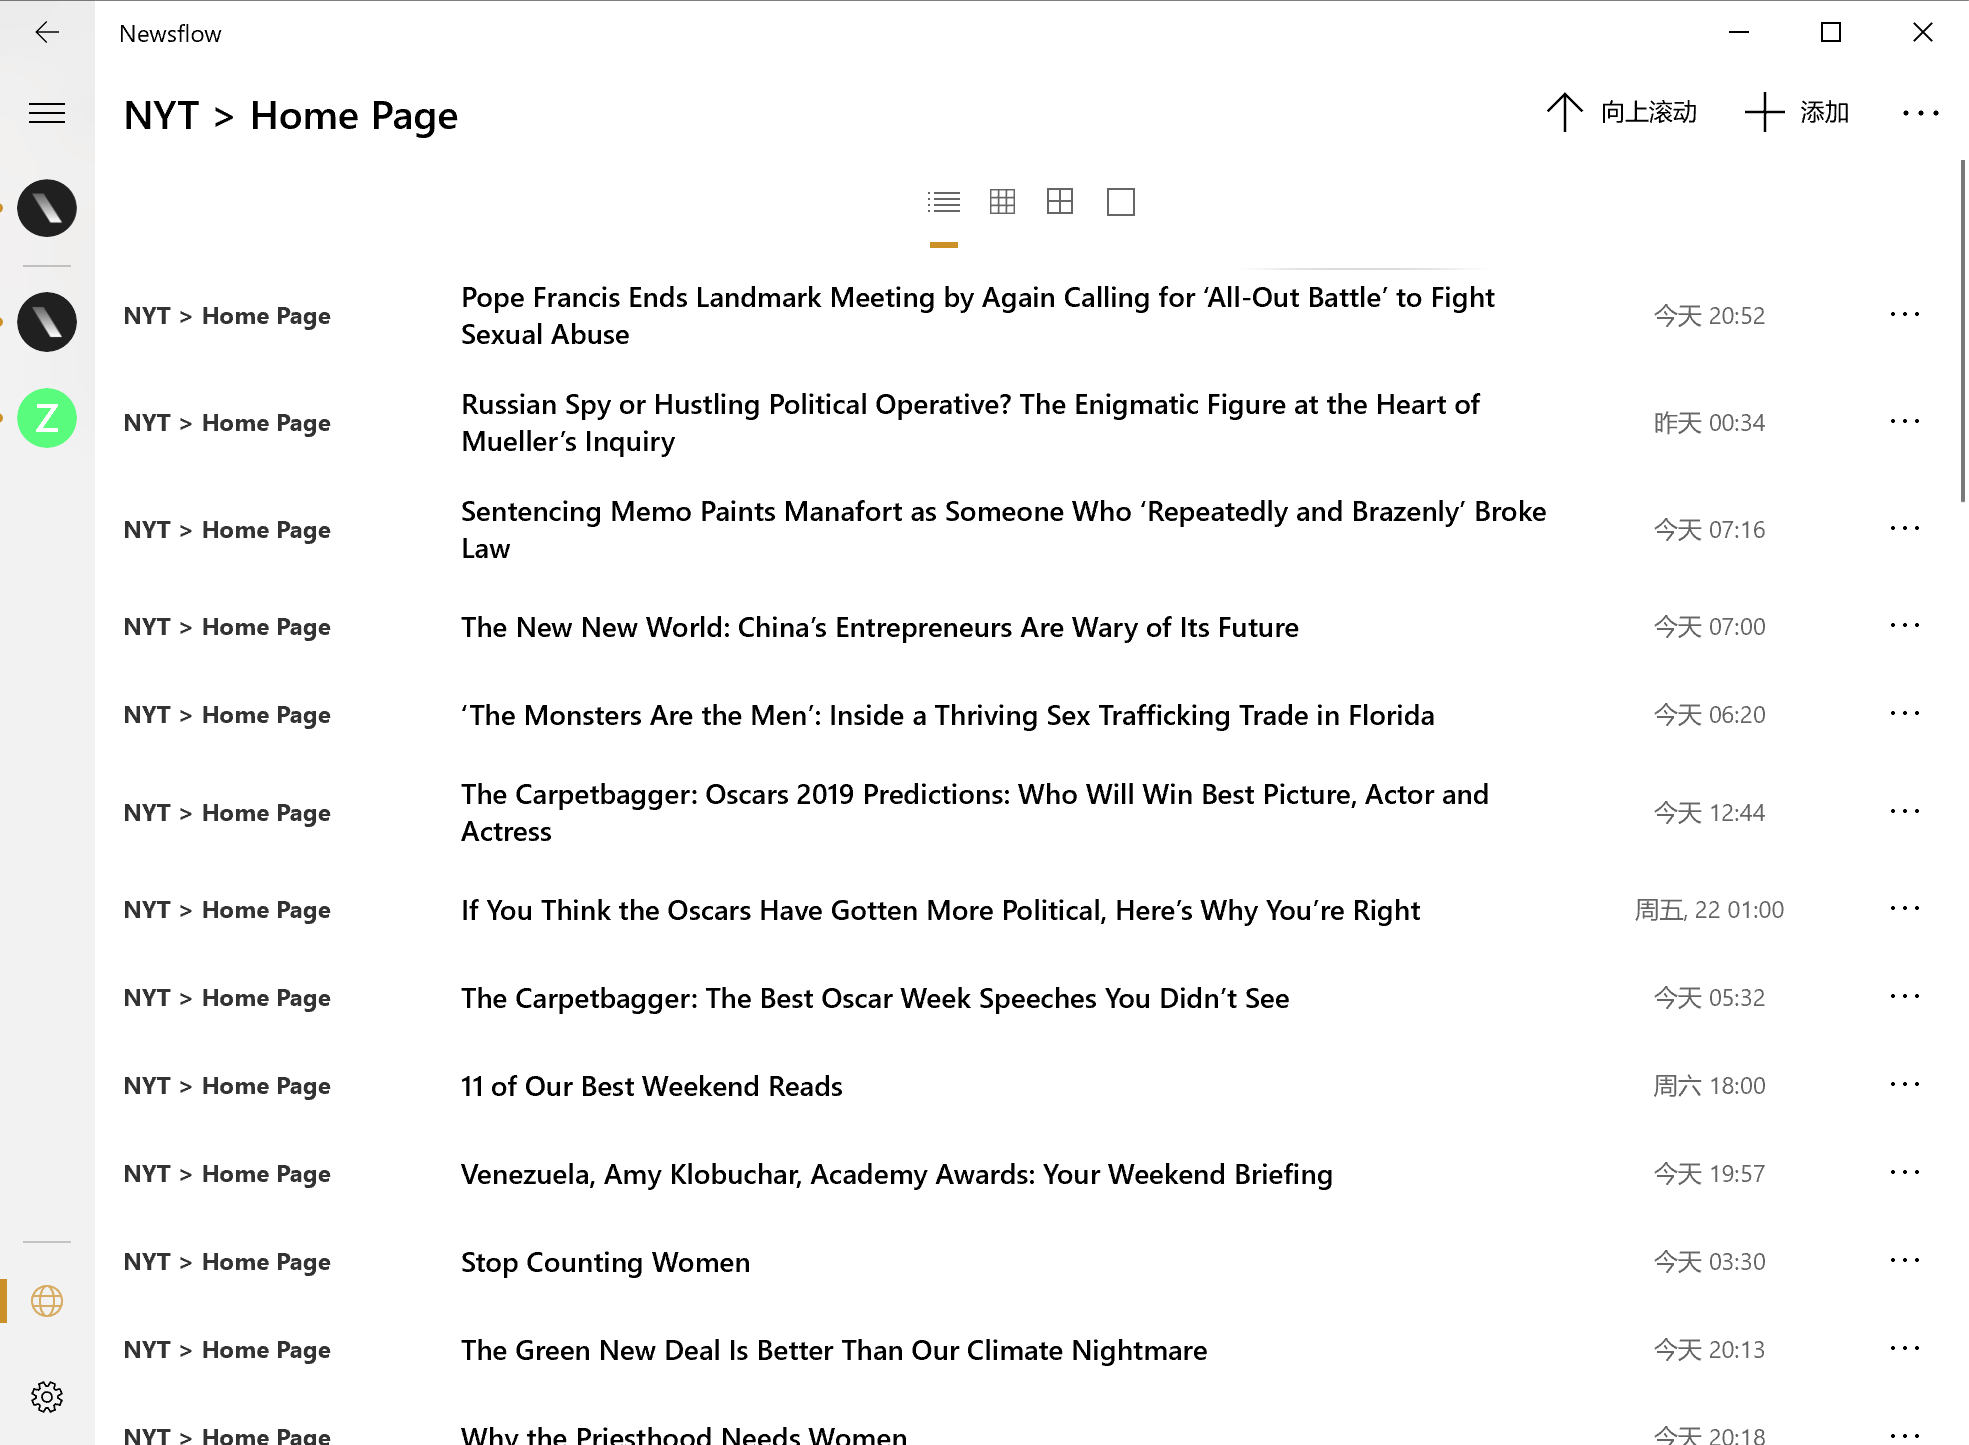 Newsflow
NYT > Home Page
向上滚动
添加
NYT > Home Page
Pope Francis Ends Landmark Meeting by Again Calling for ‘All-Out Battle’ to Fight
Sexual Abuse
今天 20:52
NYT > Home Page
Russian Spy or Hustling Political Operative? The Enigmatic Figure at the Heart of
Mueller’s Inquiry
昨天 00:34
NYT > Home Page
Sentencing Memo Paints Manafort as Someone Who ‘Repeatedly and Brazenly’ Broke
Law
今天 07:16
Z
NYT > Home Page
The New New World: China’s Entrepreneurs Are Wary of Its Future
今天 07:00
NYT > Home Page
‘The Monsters Are the Men’: Inside a Thriving Sex Trafficking Trade in Florida
今天 06:20
NYT > Home Page
The Carpetbagger: Oscars 2019 Predictions: Who Will Win Best Picture, Actor and
Actress
今天 12:44
NYT > Home Page
If You Think the Oscars Have Gotten More Political, Here’s Why You’re Right
周五, 22 01:00
NYT > Home Page
The Carpetbagger: The Best Oscar Week Speeches You Didn’t See
今天 05:32
NYT > Home Page
11 of Our Best Weekend Reads
周六 18:00
NYT > Home Page
Venezuela, Amy Klobuchar, Academy Awards: Your Weekend Briefing
今天 19:57
NYT > Home Page
Stop Counting Women
今天 03:30
NYT > Home Page
The Green New Deal Is Better Than Our Climate Nightmare
今天 20:13
NYT > Home Page
Why the Priesthood Needs Women
今天 20:18